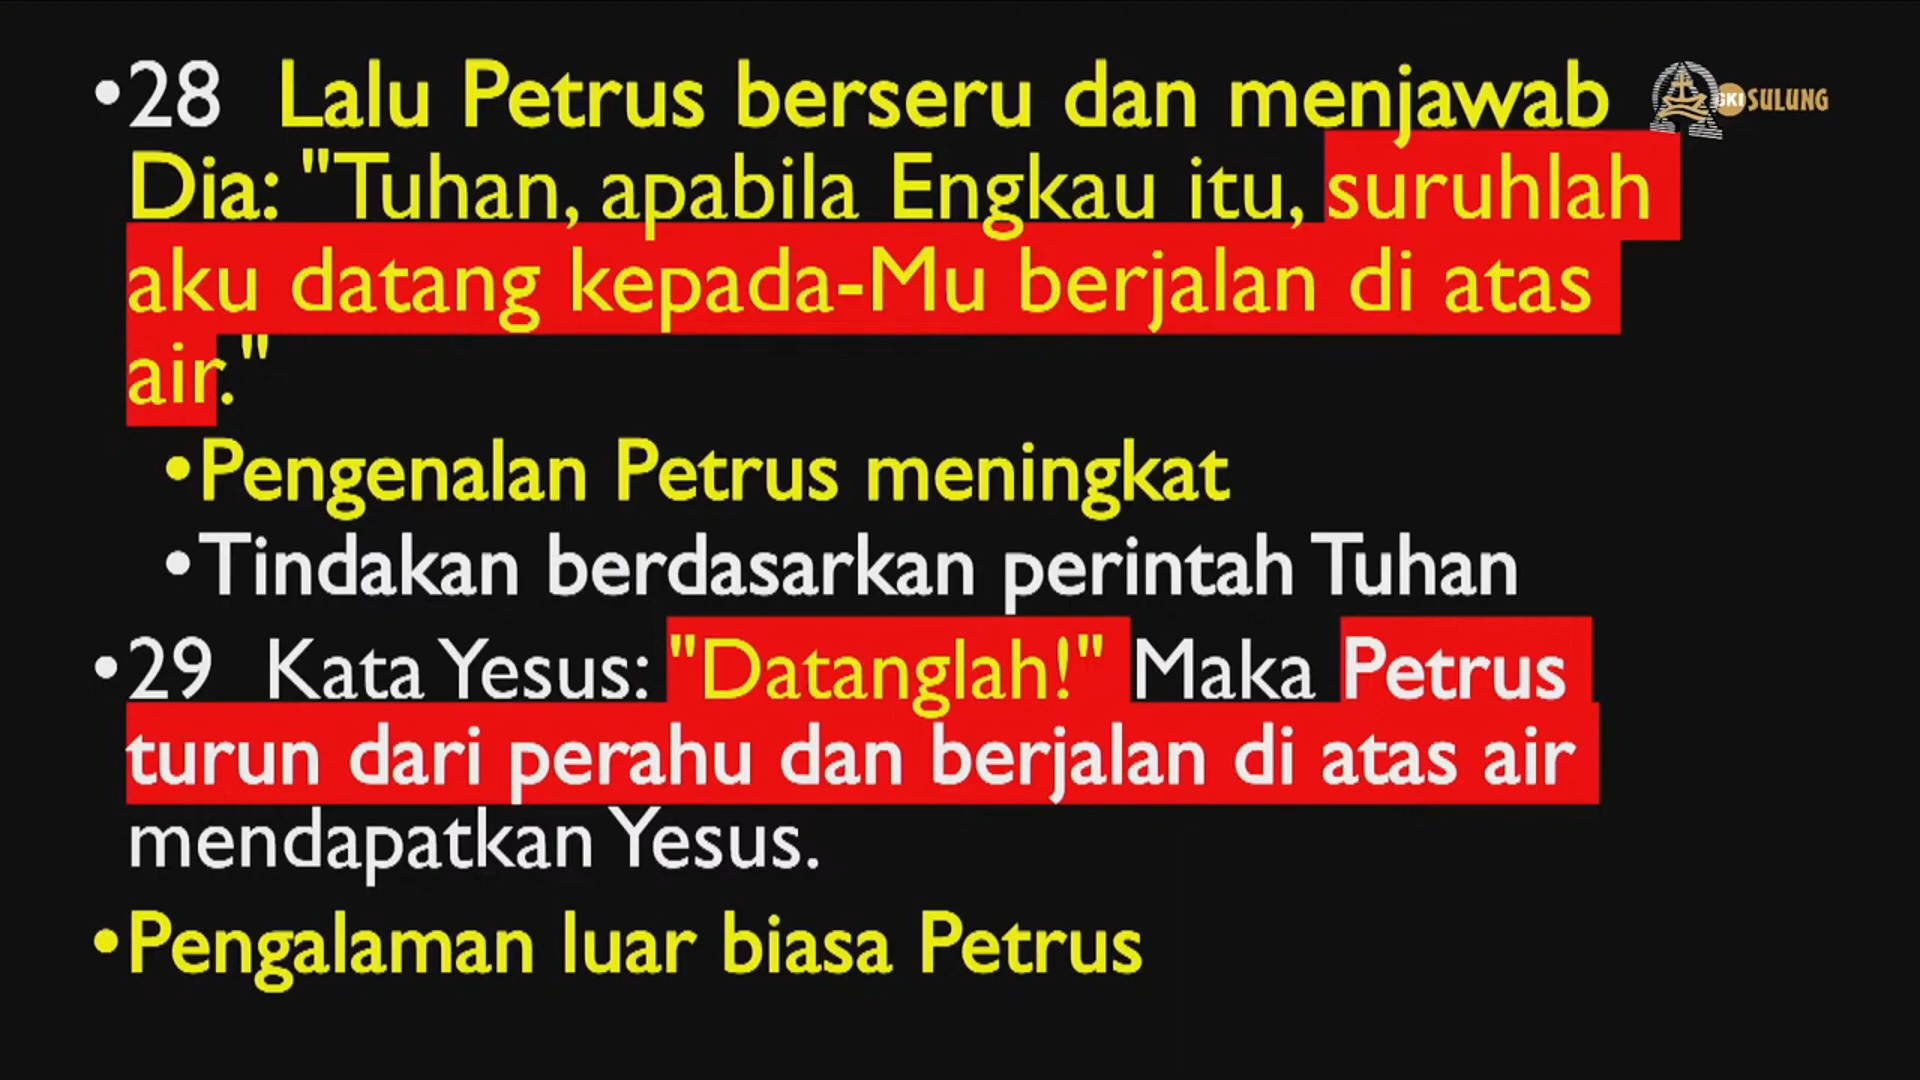 •28 Lalu Petrus berseru dan menjawab
Dia: "Tuhan, apabila Engkau itu, suruhlah
aku datang kepada-Mu berjalan di atas
air."
•Pengenalan Petrus meningkat
•Tindakan berdasarkan perintah Tuhan
•29 Kata Yesus: "Datanglah!" Maka Petrus
turun dari perahu dan berjalan di atas air
mendapatkan Yesus.
•Pengalaman luar biasa Petrus
GKI SULUNG